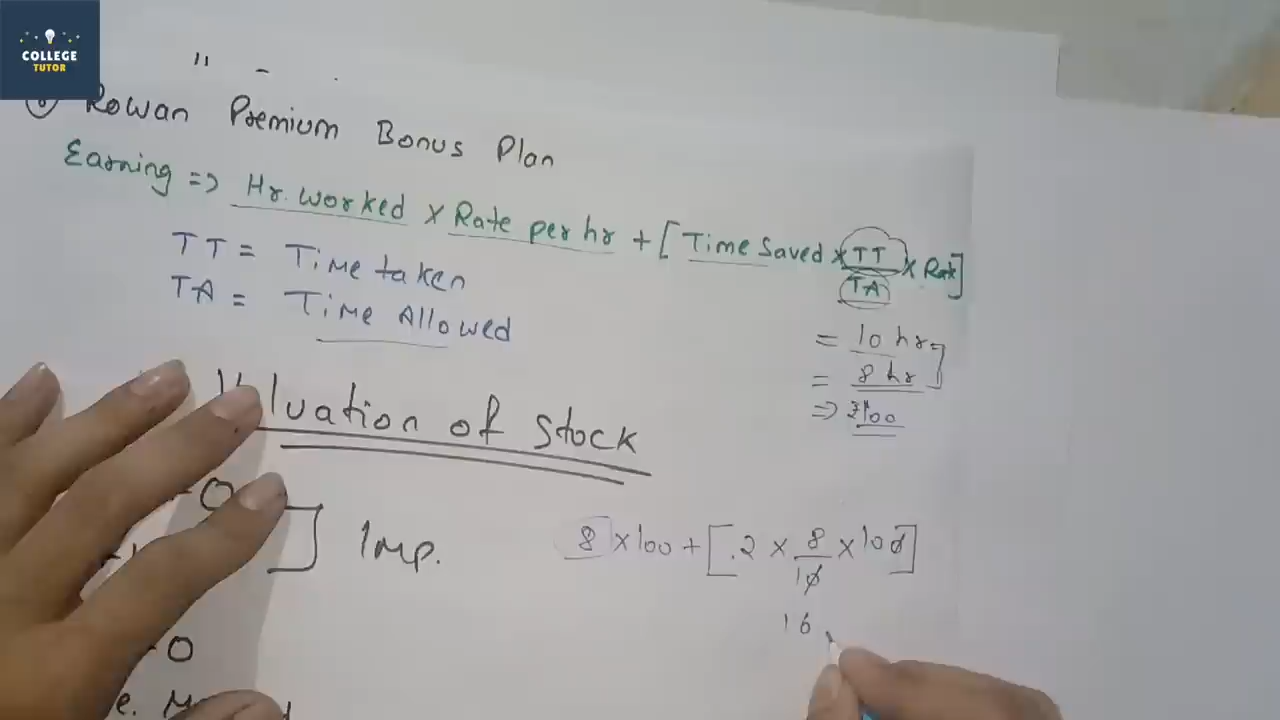 COLLEGE
TUTOR
Rowan Premium Bonus Plan
Earning => Hr. worked × Rate per hr + [Time Saved × TT/TA × Rate]
TT = Time taken
TA = Time Allowed
= 10 hr
= 8 hr
=> ₹100
Valuation of Stock
Imp.
8 × 100 + [.2 × 8/10 × 100]
16